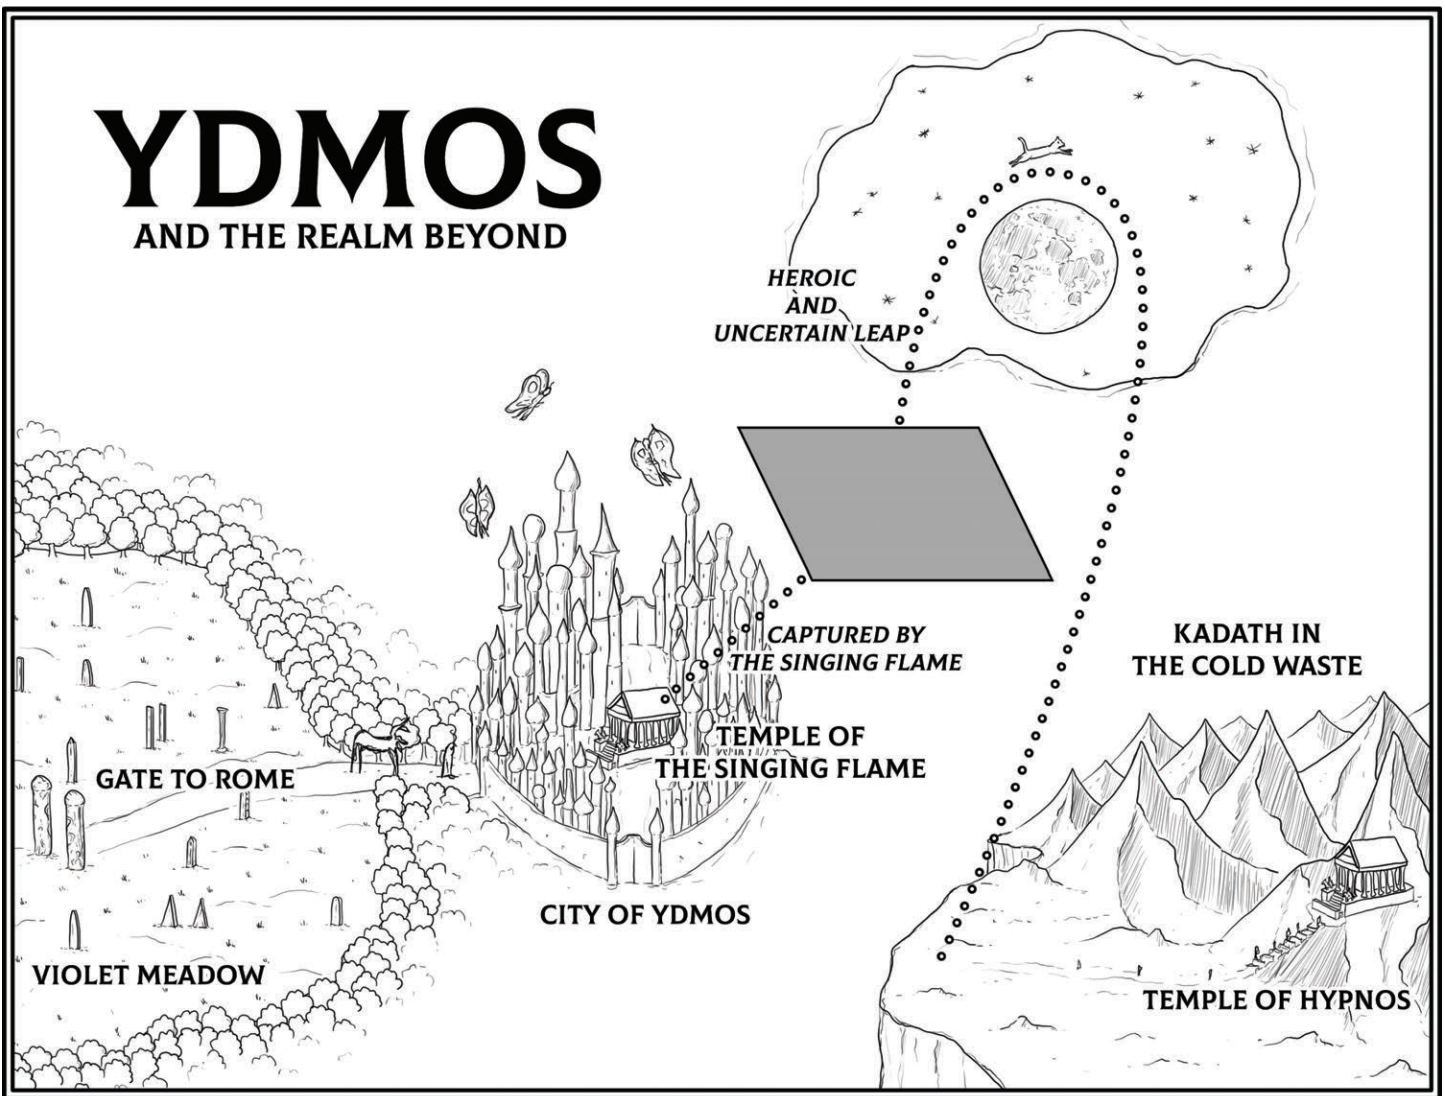 YDMOS
AND THE REALM BEYOND
HEROIC
AND
UNCERTAIN LEAP
CAPTURED BY
THE SINGING FLAME
KADATH IN
THE COLD WASTE
TEMPLE OF
THE SINGING FLAME
GATE TO ROME
CITY OF YDMOS
VIOLET MEADOW
TEMPLE OF HYPNOS